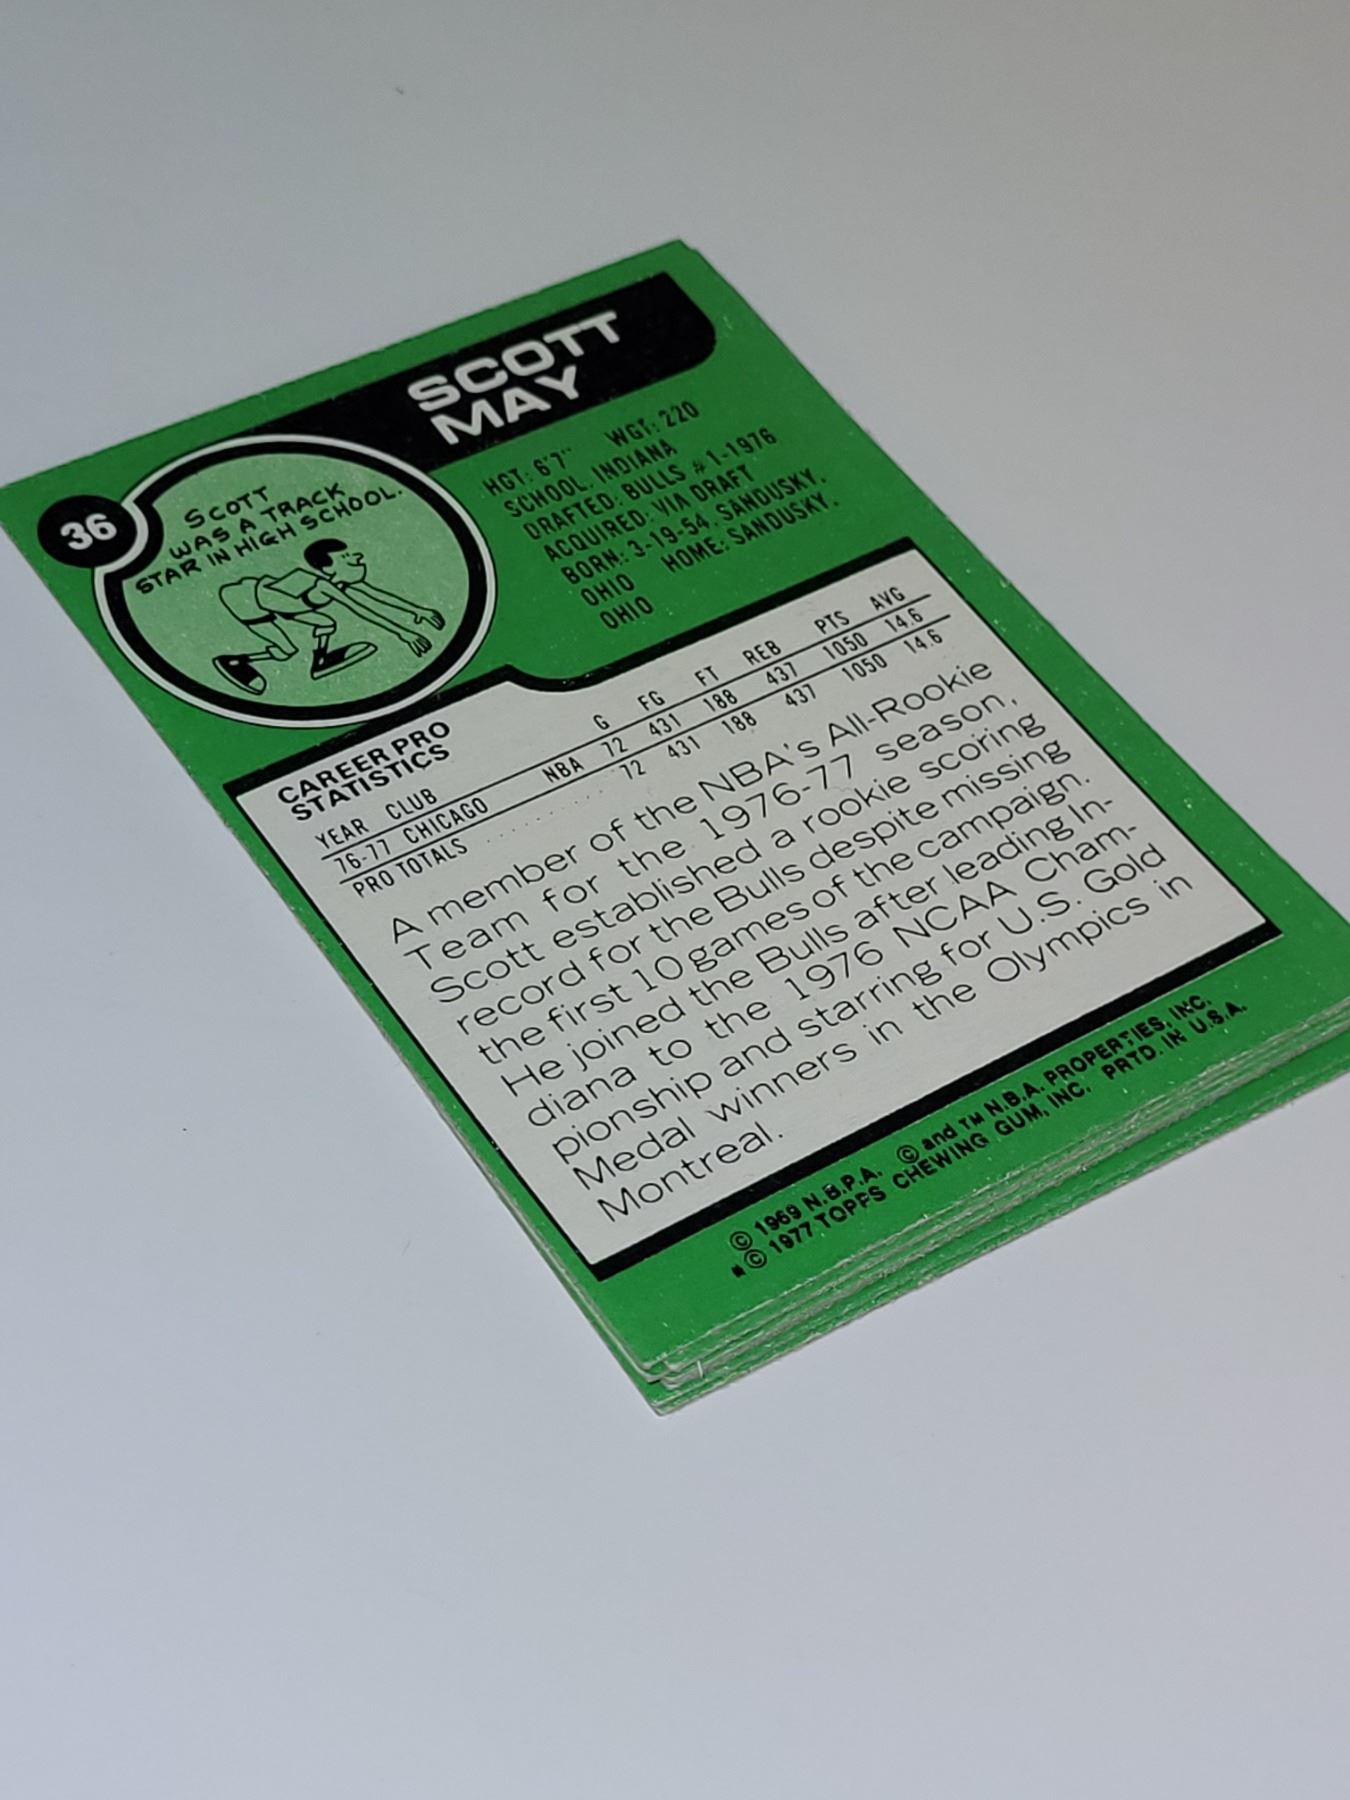 SCOTT
MAY
36
SCOTT
WAS A TRACK
STAR IN HIGH SCHOOL.
HGT: 6'7" WGT: 220
SCHOOL: INDIANA
DRAFTED: BULLS #1-1976
ACQUIRED: VIA DRAFT
BORN: 3-19-54, SANDUSKY,
OHIO HOME: SANDUSKY,
OHIO
CAREER PRO
STATISTICS
YEAR CLUB G FG FT REB PTS AVG
76-77 CHICAGO NBA 72 431 188 437 1050 14.6
PRO TOTALS .......... 72 431 188 437 1050 14.6
A member of the NBA's All-Rookie
Team for the 1976-77 season,
Scott established a rookie scoring
record for the Bulls despite missing
the first 10 games of the campaign.
He joined the Bulls after leading In-
diana to the 1976 NCAA Cham-
pionship and starring for U.S. Gold
Medal winners in the Olympics in
Montreal.
© 1969 N.B.P.A. © and TM N.B.A. PROPERTIES, INC.
*© 1977 TOPPS CHEWING GUM, INC. PRTD. IN U.S.A.